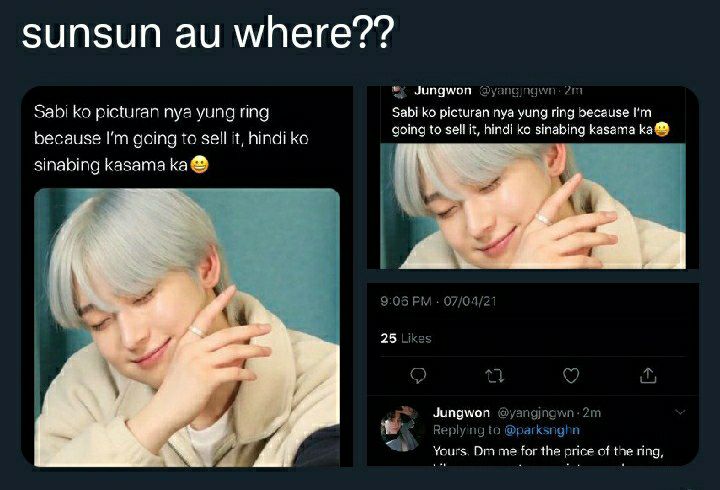 sunsun au where??
Sabi ko picturan nya yung ring
because I'm going to sell it, hindi ko
sinabing kasama ka😀
Jungwon @yangjngwn · 2m
Sabi ko picturan nya yung ring because I'm
going to sell it, hindi ko sinabing kasama ka😀
9:06 PM · 07/04/21
25 Likes
Jungwon @yangjngwn · 2m
Replying to @parksnghn
Yours. Dm me for the price of the ring,